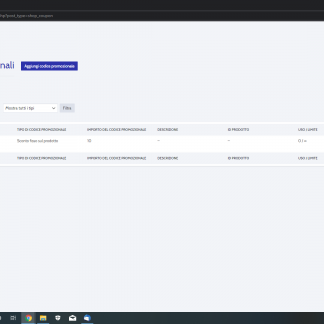 nali Aggiungi codice promozionale
Mostra tutti i tipi Filtra
TIPO DI CODICE PROMOZIONALE IMPORTO DEL CODICE PROMOZIONALE DESCRIZIONE ID PRODOTTO USO / LIMITE
Sconto fisso sul prodotto 10 – – 0 / ∞
TIPO DI CODICE PROMOZIONALE IMPORTO DEL CODICE PROMOZIONALE DESCRIZIONE ID PRODOTTO USO / LIMITE